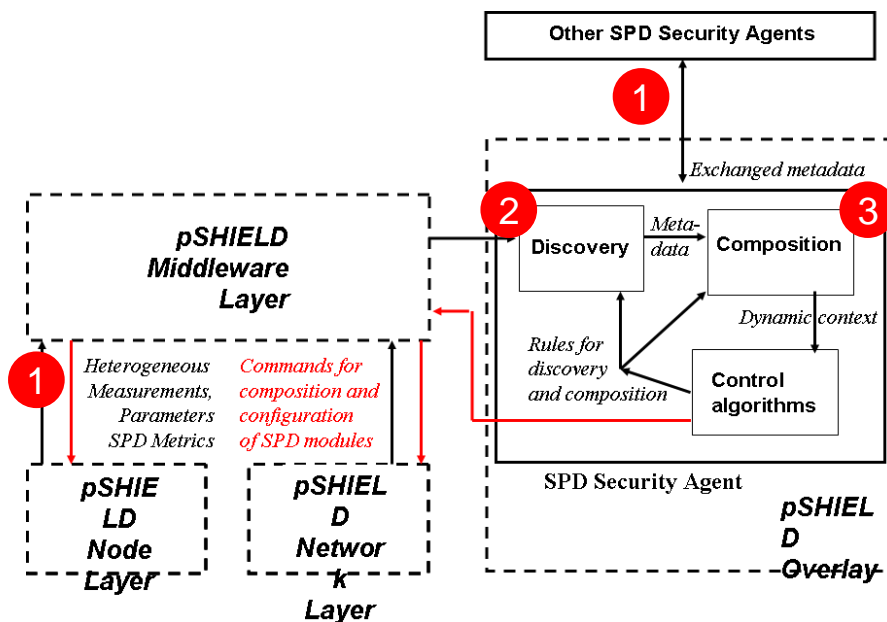 Other SPD Security Agents
1
Exchanged metadata
2
3
Discovery
Meta-
data
Composition
pSHIELD
Middleware
Layer
Dynamic context
Rules for
discovery
and composition
Control
algorithms
1
Heterogeneous
Measurements,
Parameters
SPD Metrics
Commands for
composition and
configuration
of SPD modules
SPD Security Agent
pSHIE
LD
Node
Layer
pSHIEL
D
Networ
k
Layer
pSHIEL
D
Overlay